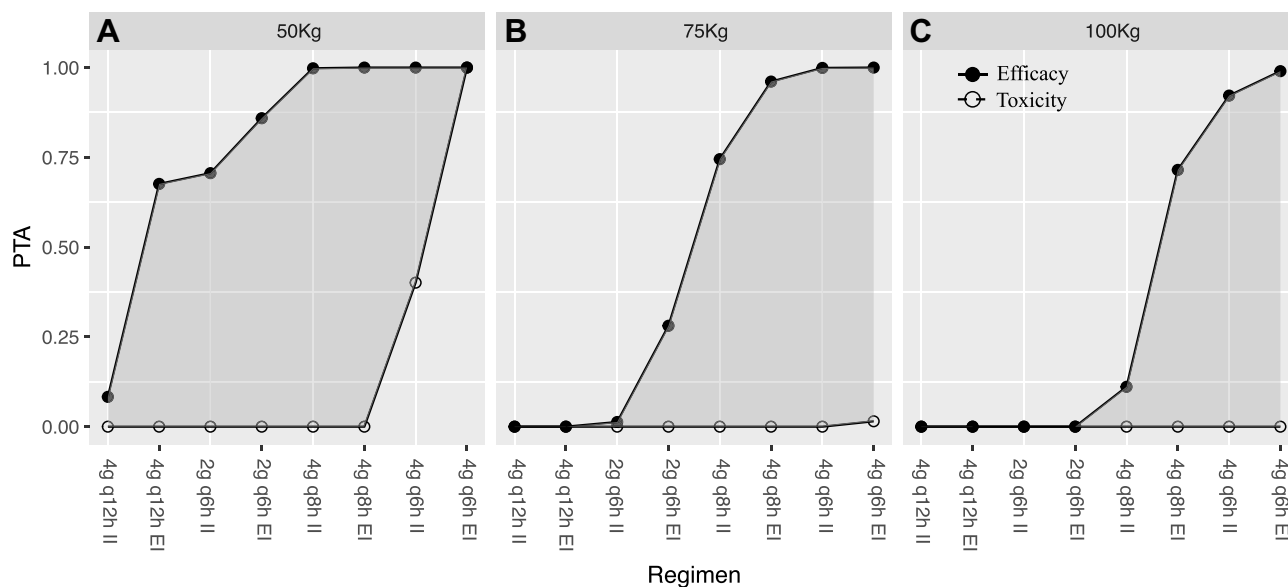 A 50Kg
B 75Kg
C 100Kg
Efficacy
Toxicity
PTA
1.00
0.75
0.50
0.25
0.00
4g q12h II
4g q12h EI
2g q6h II
2g q6h EI
4g q8h II
4g q8h EI
4g q6h II
4g q6h EI
4g q12h II
4g q12h EI
2g q6h II
2g q6h EI
4g q8h II
4g q8h EI
4g q6h II
4g q6h EI
4g q12h II
4g q12h EI
2g q6h II
2g q6h EI
4g q8h II
4g q8h EI
4g q6h II
4g q6h EI
Regimen